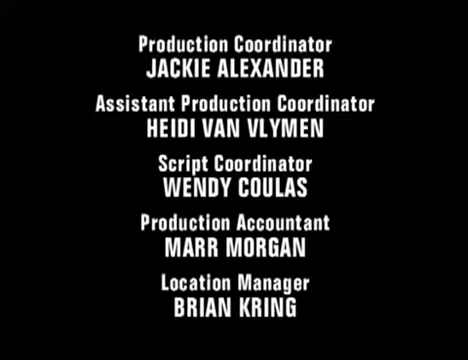 Production Coordinator
JACKIE ALEXANDER
Assistant Production Coordinator
HEIDI VAN VLYMEN
Script Coordinator
WENDY COULAS
Production Accountant
MARR MORGAN
Location Manager
BRIAN KRING